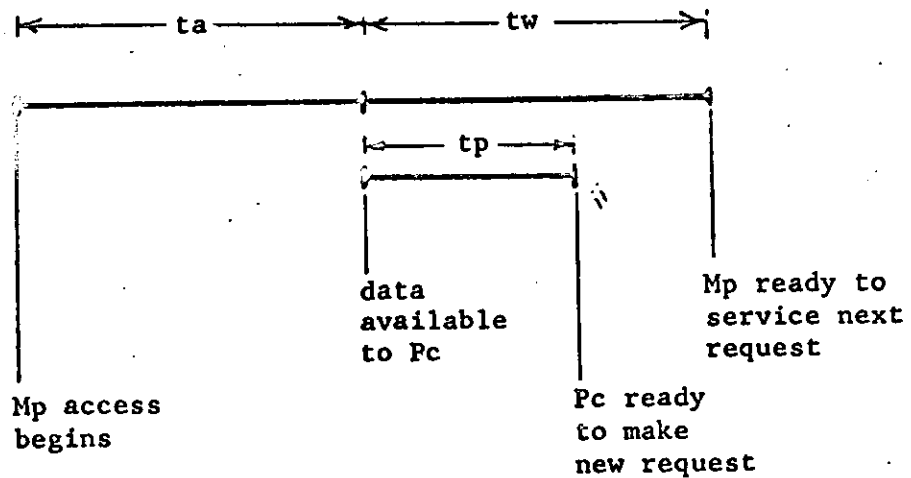 ta
tw
tp
data
available
to Pc
Mp ready to
service next
request
Mp access
begins
Pc ready
to make
new request